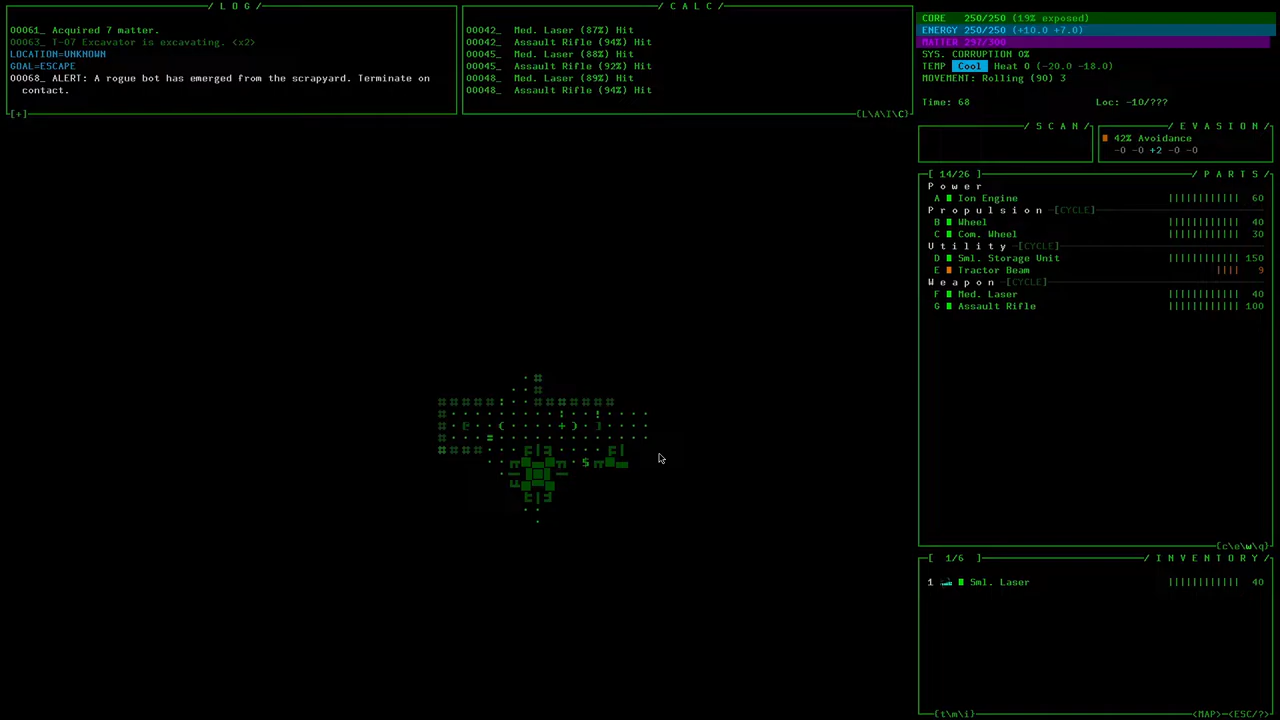 / L O G /
00061_ Acquired 7 matter.
00063_ T-07 Excavator is excavating. <x2>
LOCATION=UNKNOWN
GOAL=ESCAPE
00068_ ALERT: A rogue bot has emerged from the scrapyard. Terminate on
contact.
[+]
/ C A L C /
00042_ Med. Laser (87%) Hit
00042_ Assault Rifle (94%) Hit
00045_ Med. Laser (88%) Hit
00045_ Assault Rifle (92%) Hit
00048_ Med. Laser (89%) Hit
00048_ Assault Rifle (94%) Hit
(L\A\I\C)
CORE 250/250 (19% exposed)
ENERGY 250/250 (+10.0 +7.0)
MATTER 297/300
SYS. CORRUPTION 0%
TEMP Cool Heat 0 (-20.0 -18.0)
MOVEMENT: Rolling (90) 3
Time: 68 Loc: -10/???
/ S C A N /
/ E V A S I O N /
42% Avoidance
-0 -0 +2 -0 -0
[ 14/26 ] / P A R T S /
P o w e r
A Ion Engine 60
P r o p u l s i o n [CYCLE]
B Wheel 40
C Com. Wheel 30
U t i l i t y [CYCLE]
D Sml. Storage Unit 150
E Tractor Beam 9
W e a p o n [CYCLE]
F Med. Laser 40
G Assault Rifle 100
[c\e\w\q]
[ 1/6 ] / I N V E N T O R Y /
1 Sml. Laser 40
[t\m\i] <MAP>-<ESC/?>